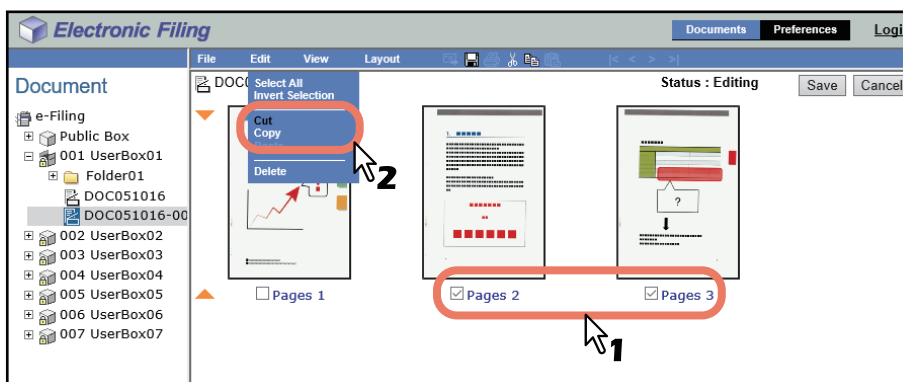 Electronic Filing
Documents Preferences Logi
File Edit View Layout |< < > >|
Document
e-Filing
Public Box
001 UserBox01
Folder01
DOC051016
DOC051016-00
002 UserBox02
003 UserBox03
004 UserBox04
005 UserBox05
006 UserBox06
007 UserBox07
DOC0
Status : Editing
Save Cancel
Select All
Invert Selection
Cut
Copy
Paste
Delete
2
1.
?
Pages 1
Pages 2
Pages 3
1